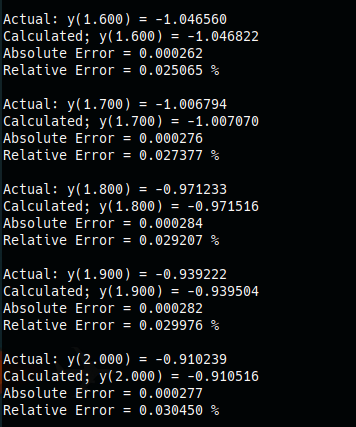 Actual: y(1.600) = -1.046560
Calculated; y(1.600) = -1.046822
Absolute Error = 0.000262
Relative Error = 0.025065 %
Actual: y(1.700) = -1.006794
Calculated; y(1.700) = -1.007070
Absolute Error = 0.000276
Relative Error = 0.027377 %
Actual: y(1.800) = -0.971233
Calculated; y(1.800) = -0.971516
Absolute Error = 0.000284
Relative Error = 0.029207 %
Actual: y(1.900) = -0.939222
Calculated; y(1.900) = -0.939504
Absolute Error = 0.000282
Relative Error = 0.029976 %
Actual: y(2.000) = -0.910239
Calculated; y(2.000) = -0.910516
Absolute Error = 0.000277
Relative Error = 0.030450 %